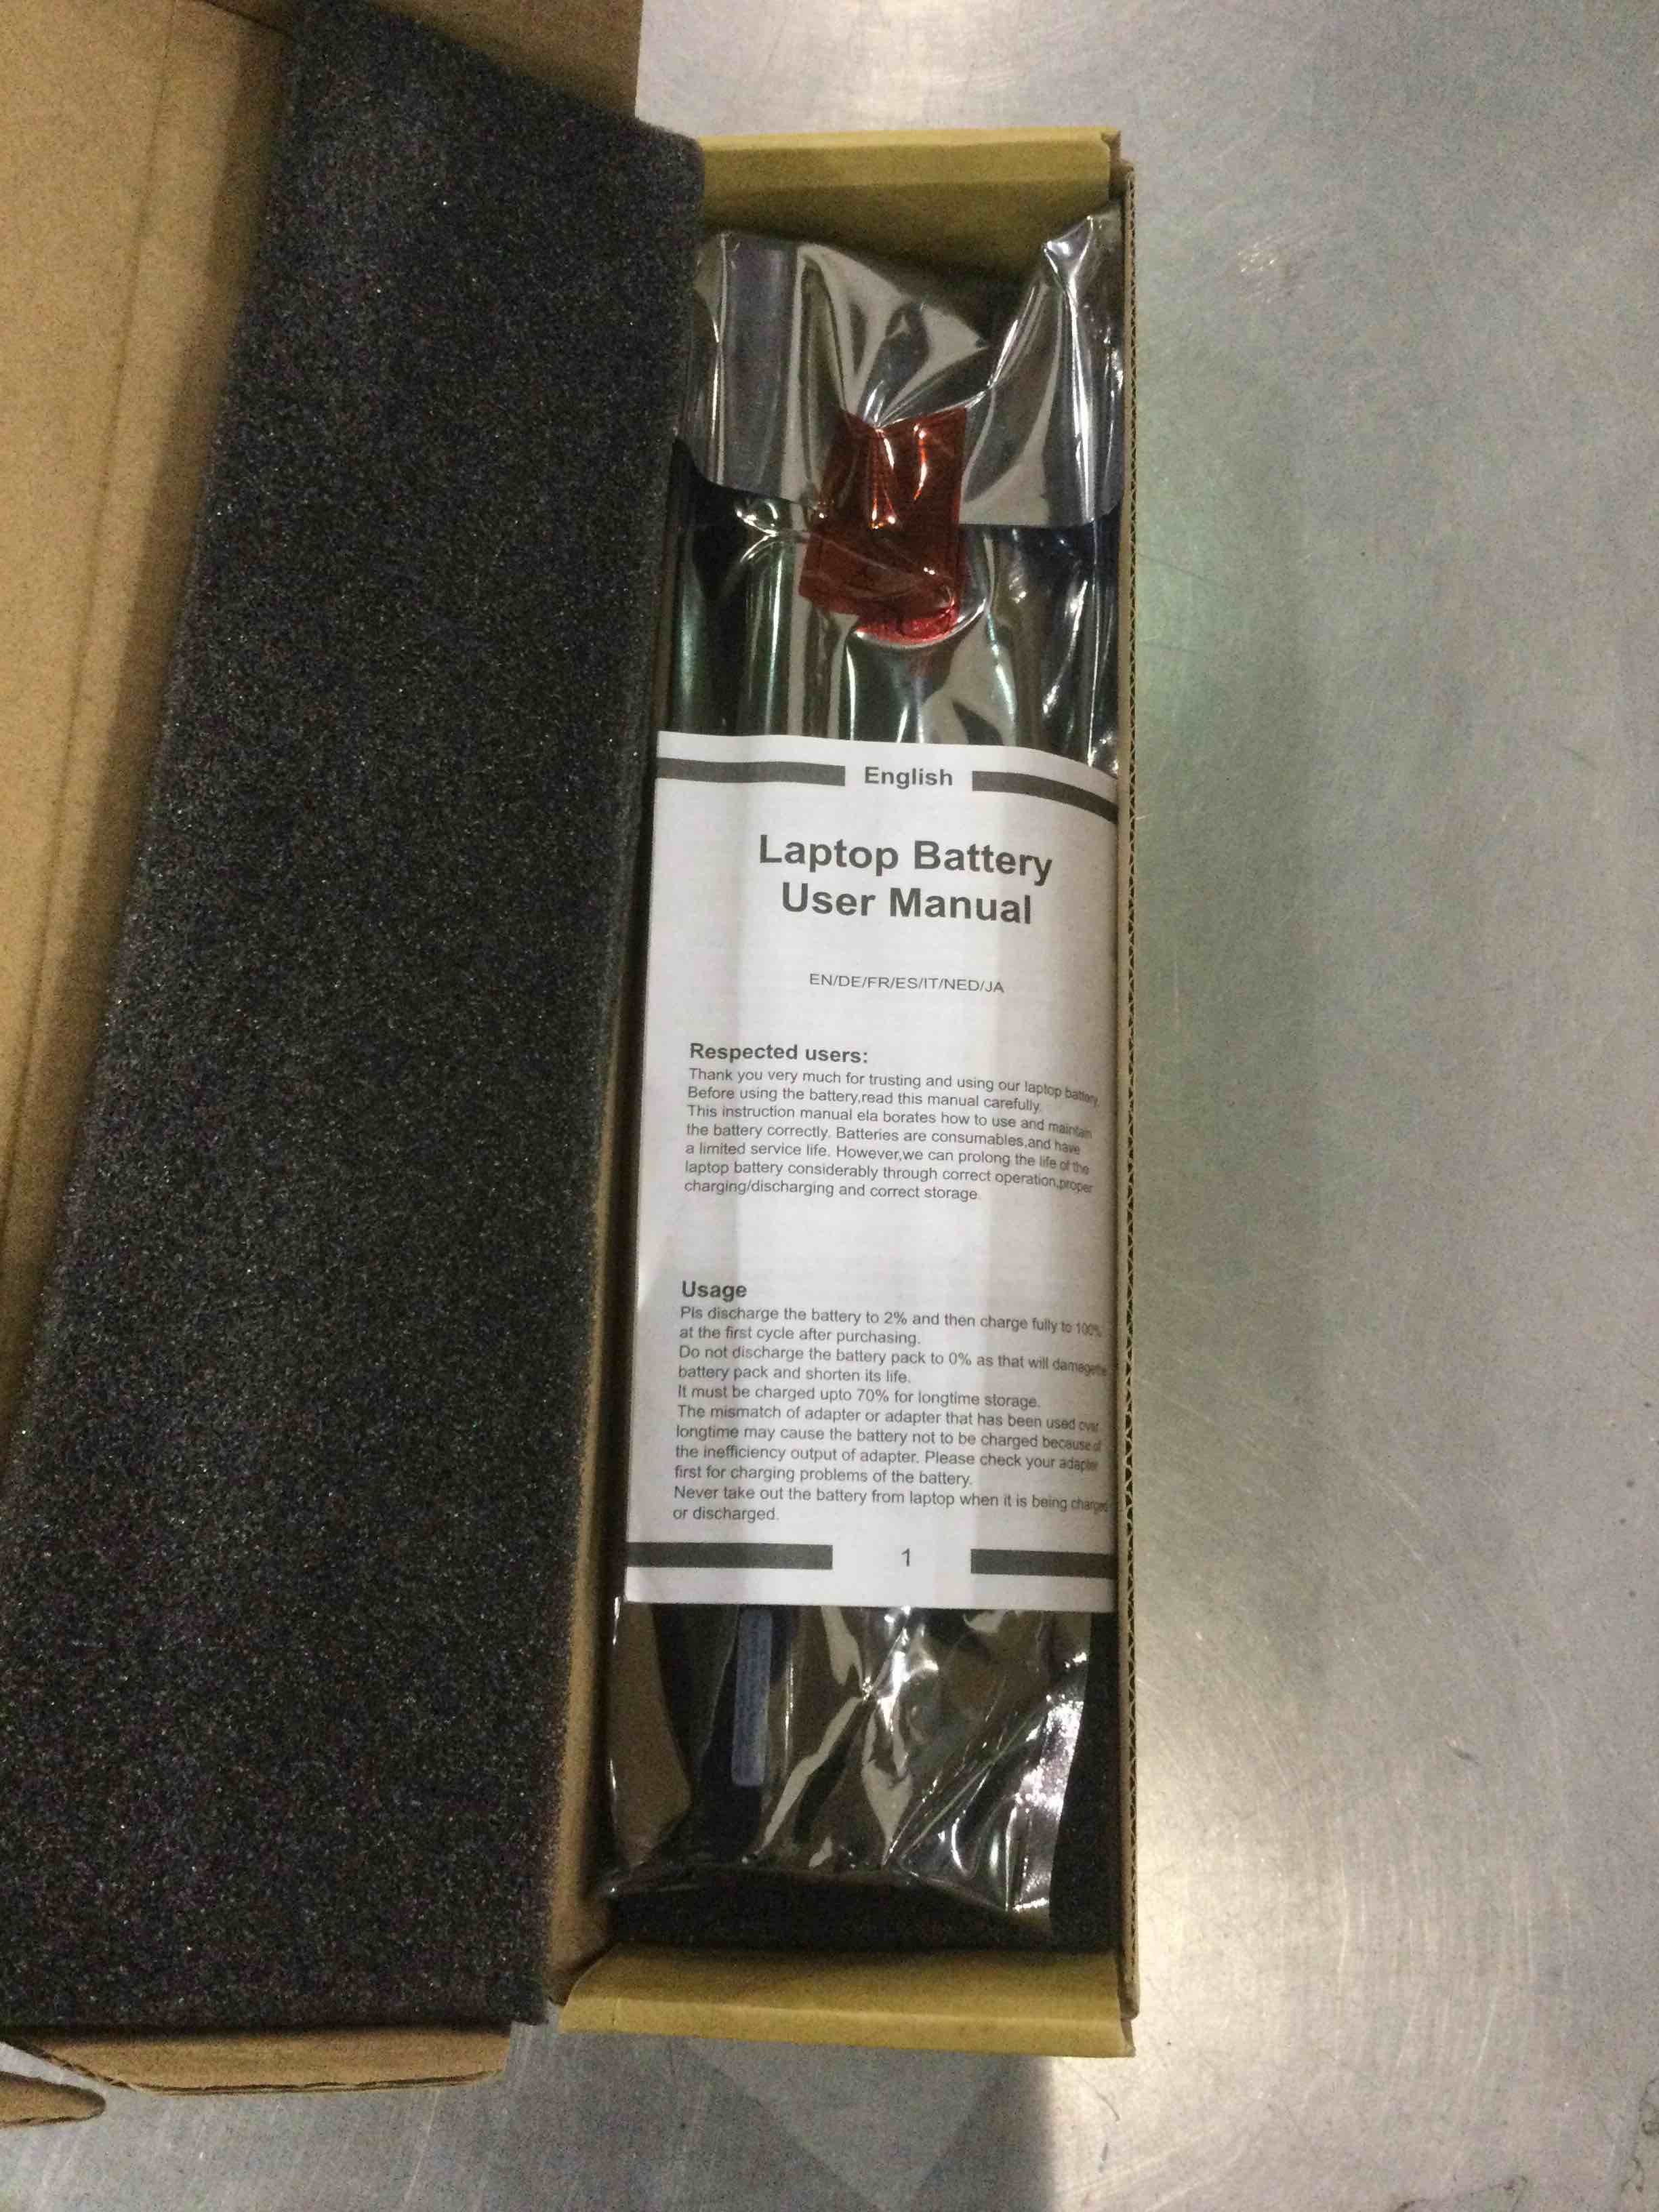 English
Laptop Battery
User Manual
EN/DE/FR/ES/IT/NED/JA
Respected users:
Thank you very much for trusting and using our laptop battery.
Before using the battery,read this manual carefully.
This instruction manual ela borates how to use and maintain
the battery correctly. Batteries are consumables,and have
a limited service life. However,we can prolong the life of the
laptop battery considerably through correct operation,proper
charging/discharging and correct storage.
Usage
Pls discharge the battery to 2% and then charge fully to 100%
at the first cycle after purchasing.
Do not discharge the battery pack to 0% as that will damage the
battery pack and shorten its life.
It must be charged upto 70% for longtime storage.
The mismatch of adapter or adapter that has been used over
longtime may cause the battery not to be charged because of
the inefficiency output of adapter. Please check your adapter
first for charging problems of the battery.
Never take out the battery from laptop when it is being charged
or discharged.
1